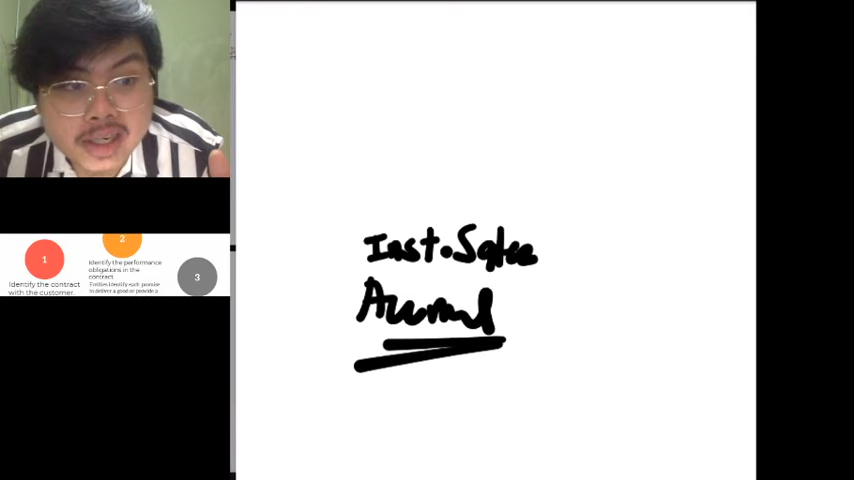 1
Identify the contract
with the customer.
2
Identify the performance
obligations in the
contract
Entities identify each promise
to deliver a good or provide a
3
Inst. Sales
Accrual